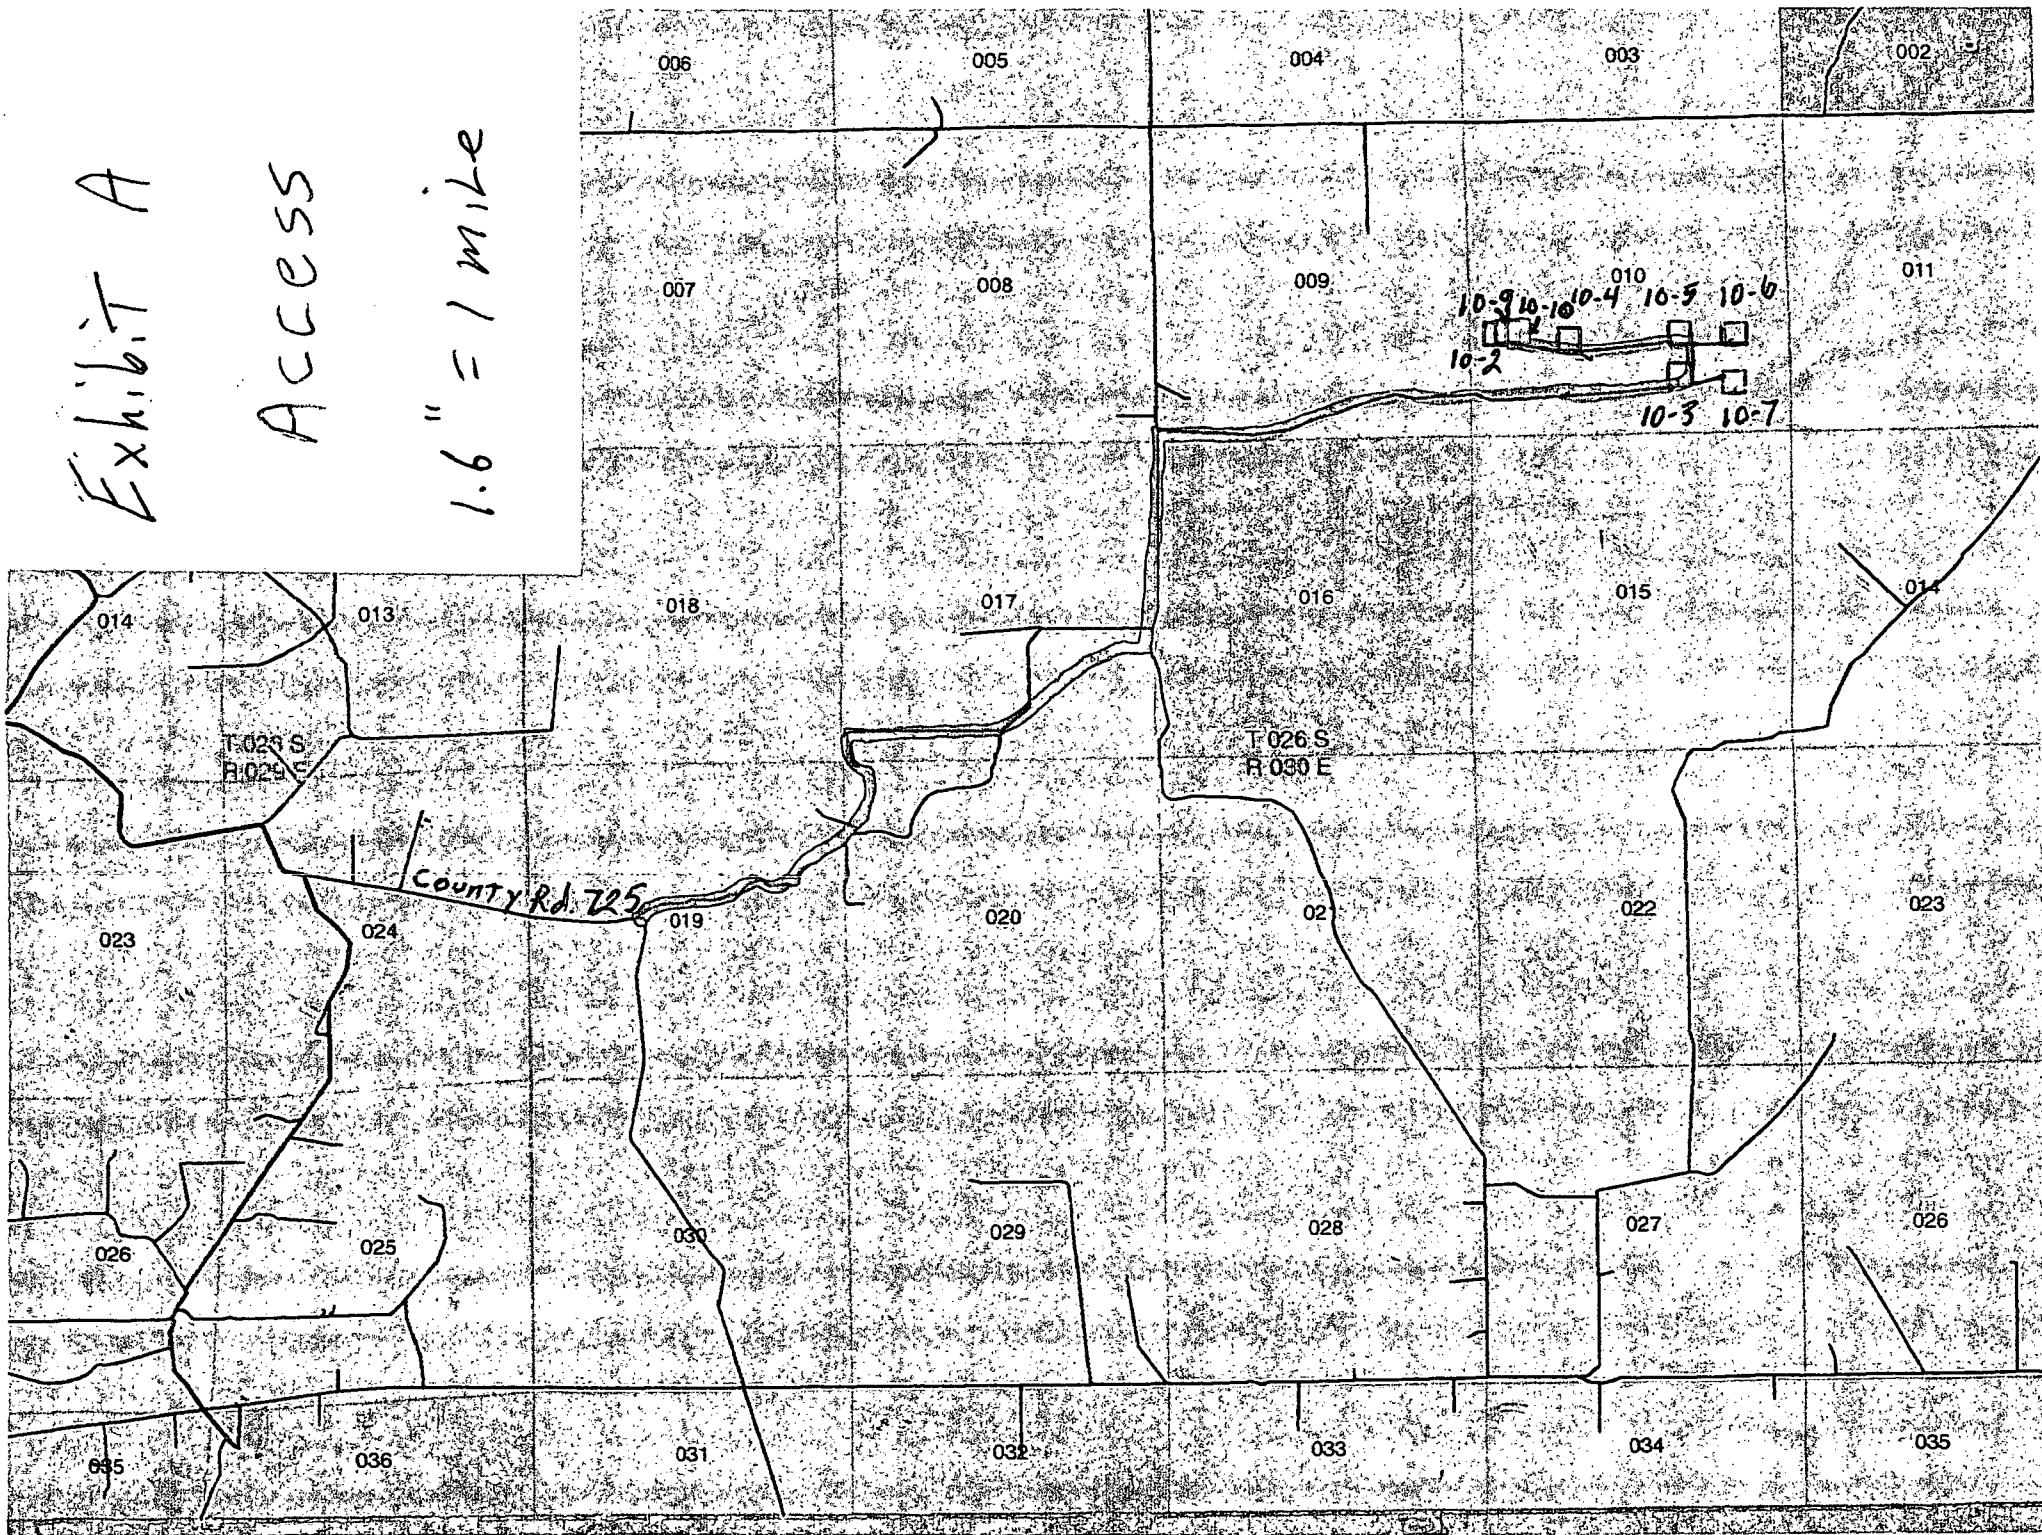 Exhibit A
Access
1.6" = 1 mile
006 005 004 003 002
007 008 009 010 011
10-9 10-10 10-4 10-5 10-6
10-2
10-3 10-7
014 013 018 017 016 015 014
T 026 S
R 029 E
T 026 S
R 030 E
County Rd. 725
023 024 019 020 021 022 023
026 025 030 029 028 027 026
035 036 031 032 033 034 035